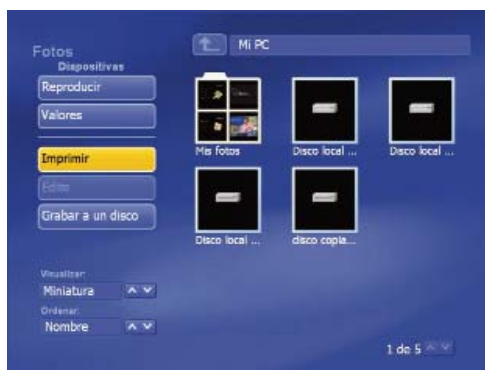 Fotos
Mi PC
Diapositivas
Reproducir
Valores
Imprimir
Editar
Grabar a un disco
Mis fotos
Disco local ...
Disco local ...
Disco local ...
disco copia...
Visualizar:
Miniatura
Ordenar:
Nombre
1 de 5